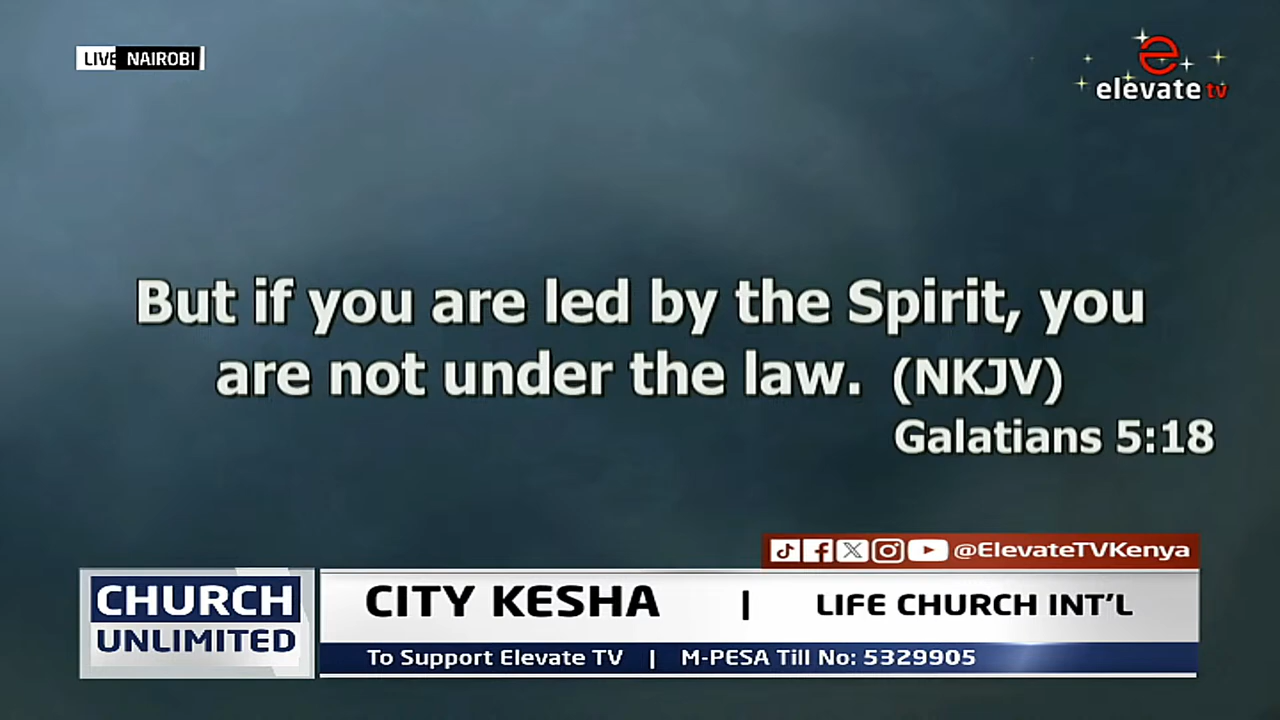 LIVE NAIROBI
elevate tv
But if you are led by the Spirit, you
are not under the law. (NKJV)
Galatians 5:18
@ElevateTVKenya
CHURCH
UNLIMITED
CITY KESHA | LIFE CHURCH INT'L
To Support Elevate TV | M-PESA Till No: 5329905